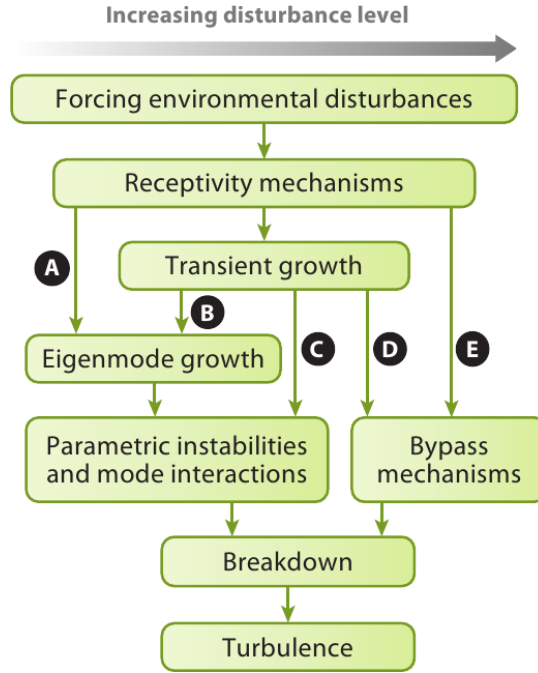 Increasing disturbance level
Forcing environmental disturbances
Receptivity mechanisms
A
Transient growth
B
Eigenmode growth
C
D
E
Parametric instabilities
and mode interactions
Bypass
mechanisms
Breakdown
Turbulence